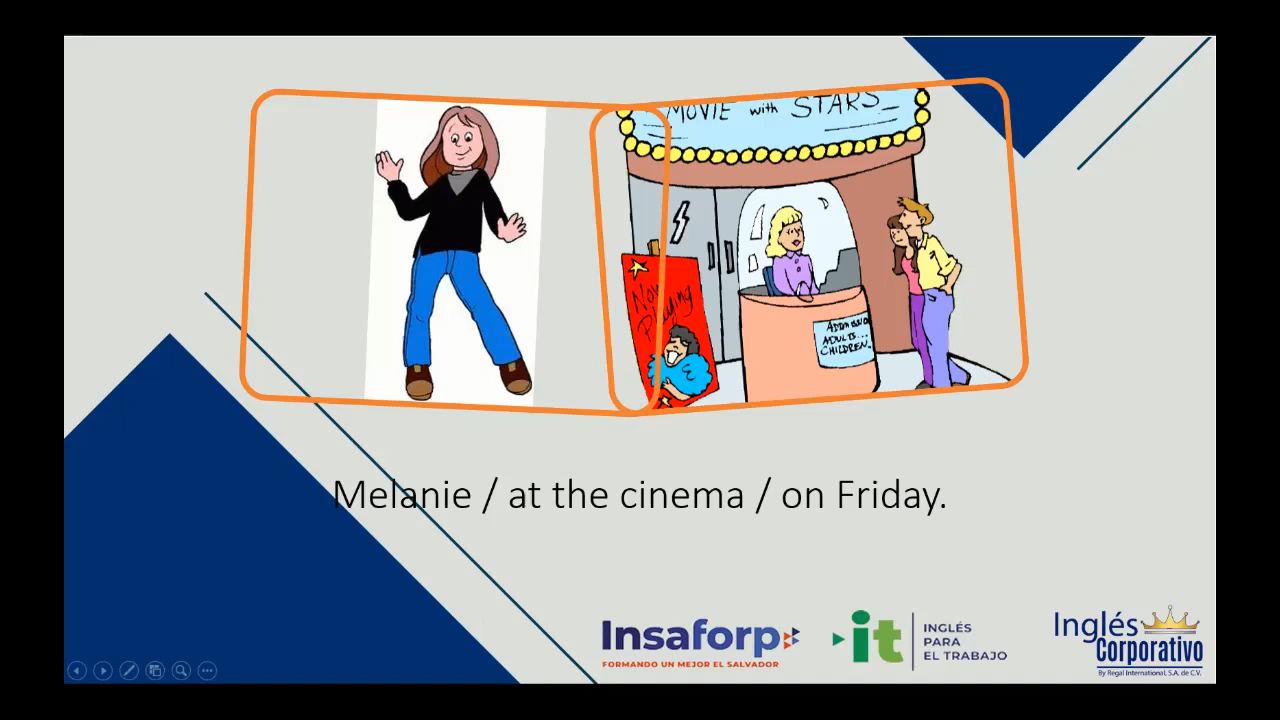 MOVIE with STARS
Now
Playing
ADULTS...
CHILDREN..
Melanie / at the cinema / on Friday.
Insaforp
FORMANDO UN MEJOR EL SALVADOR
it
INGLÉS
PARA
EL TRABAJO
Inglés
Corporativo
By Regal International, S.A. de C.V.